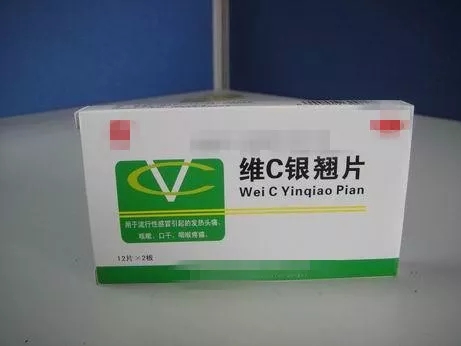 维C银翘片
Wei C Yinqiao Pian
VC
用于流行性感冒引起的发热头痛、
咳嗽、口干、咽喉疼痛。
12片×2板